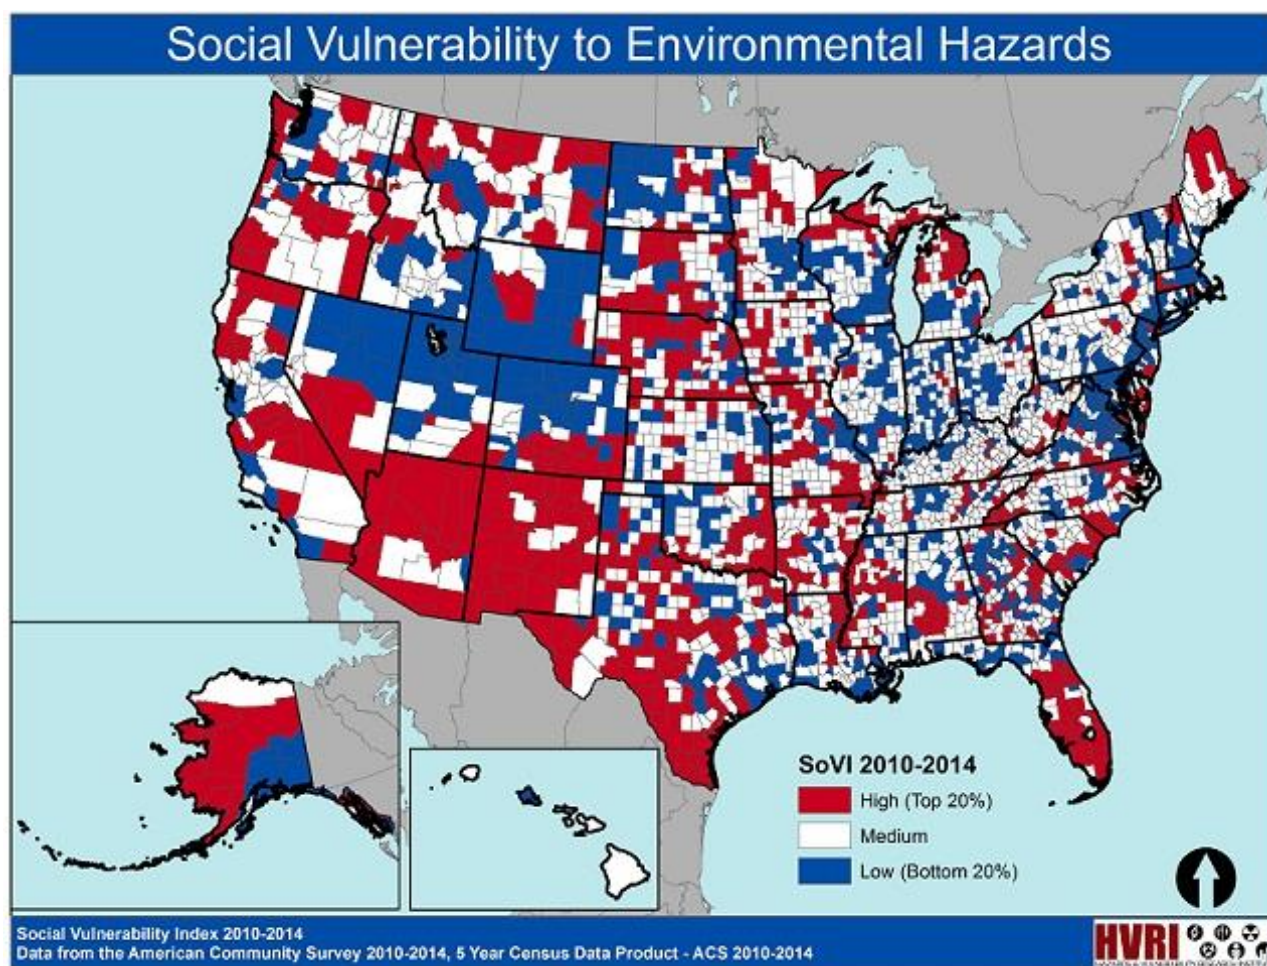 Social Vulnerability to Environmental Hazards
SoVI 2010-2014
High (Top 20%)
Medium
Low (Bottom 20%)
Social Vulnerability Index 2010-2014
Data from the American Community Survey 2010-2014, 5 Year Census Data Product - ACS 2010-2014
HVRI